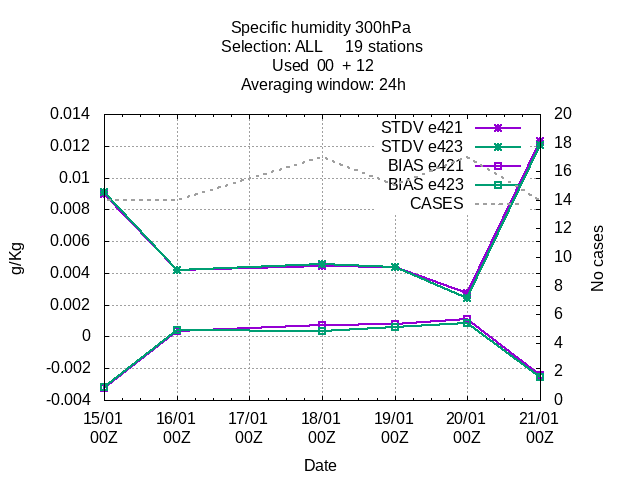 Specific humidity 300hPa
Selection: ALL 19 stations
Used 00 + 12
Averaging window: 24h
0.014
0.012
0.01
0.008
0.006
0.004
0.002
0
-0.002
-0.004
g/Kg
STDV e421
STDV e423
BIAS e421
BIAS e423
CASES
20
18
16
14
12
10
8
6
4
2
0
No cases
15/01 16/01 17/01 18/01 19/01 20/01 21/01
00Z 00Z 00Z 00Z 00Z 00Z 00Z
Date